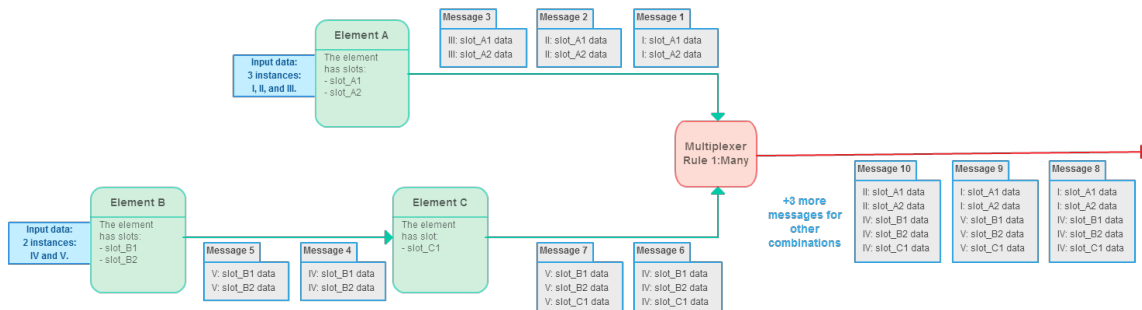 Message 3
III: slot_A1 data
III: slot_A2 data
Message 2
II: slot_A1 data
II: slot_A2 data
Message 1
I: slot_A1 data
I: slot_A2 data
Element A
The element
has slots:
- slot_A1
- slot_A2
Input data:
3 instances:
I, II, and III.
Multiplexer
Rule 1:Many
Message 10
II: slot_A1 data
II: slot_A2 data
IV: slot_B1 data
IV: slot_B2 data
IV: slot_C1 data
Message 9
I: slot_A1 data
I: slot_A2 data
V: slot_B1 data
V: slot_B2 data
V: slot_C1 data
Message 8
I: slot_A1 data
I: slot_A2 data
IV: slot_B1 data
IV: slot_B2 data
IV: slot_C1 data
+3 more
messages for
other
combinations
Element B
The element
has slots:
- slot_B1
- slot_B2
Input data:
2 instances:
IV and V.
Message 5
V: slot_B1 data
V: slot_B2 data
Message 4
IV: slot_B1 data
IV: slot_B2 data
Element C
The element
has slot:
- slot_C1
Message 7
V: slot_B1 data
V: slot_B2 data
V: slot_C1 data
Message 6
IV: slot_B1 data
IV: slot_B2 data
IV: slot_C1 data